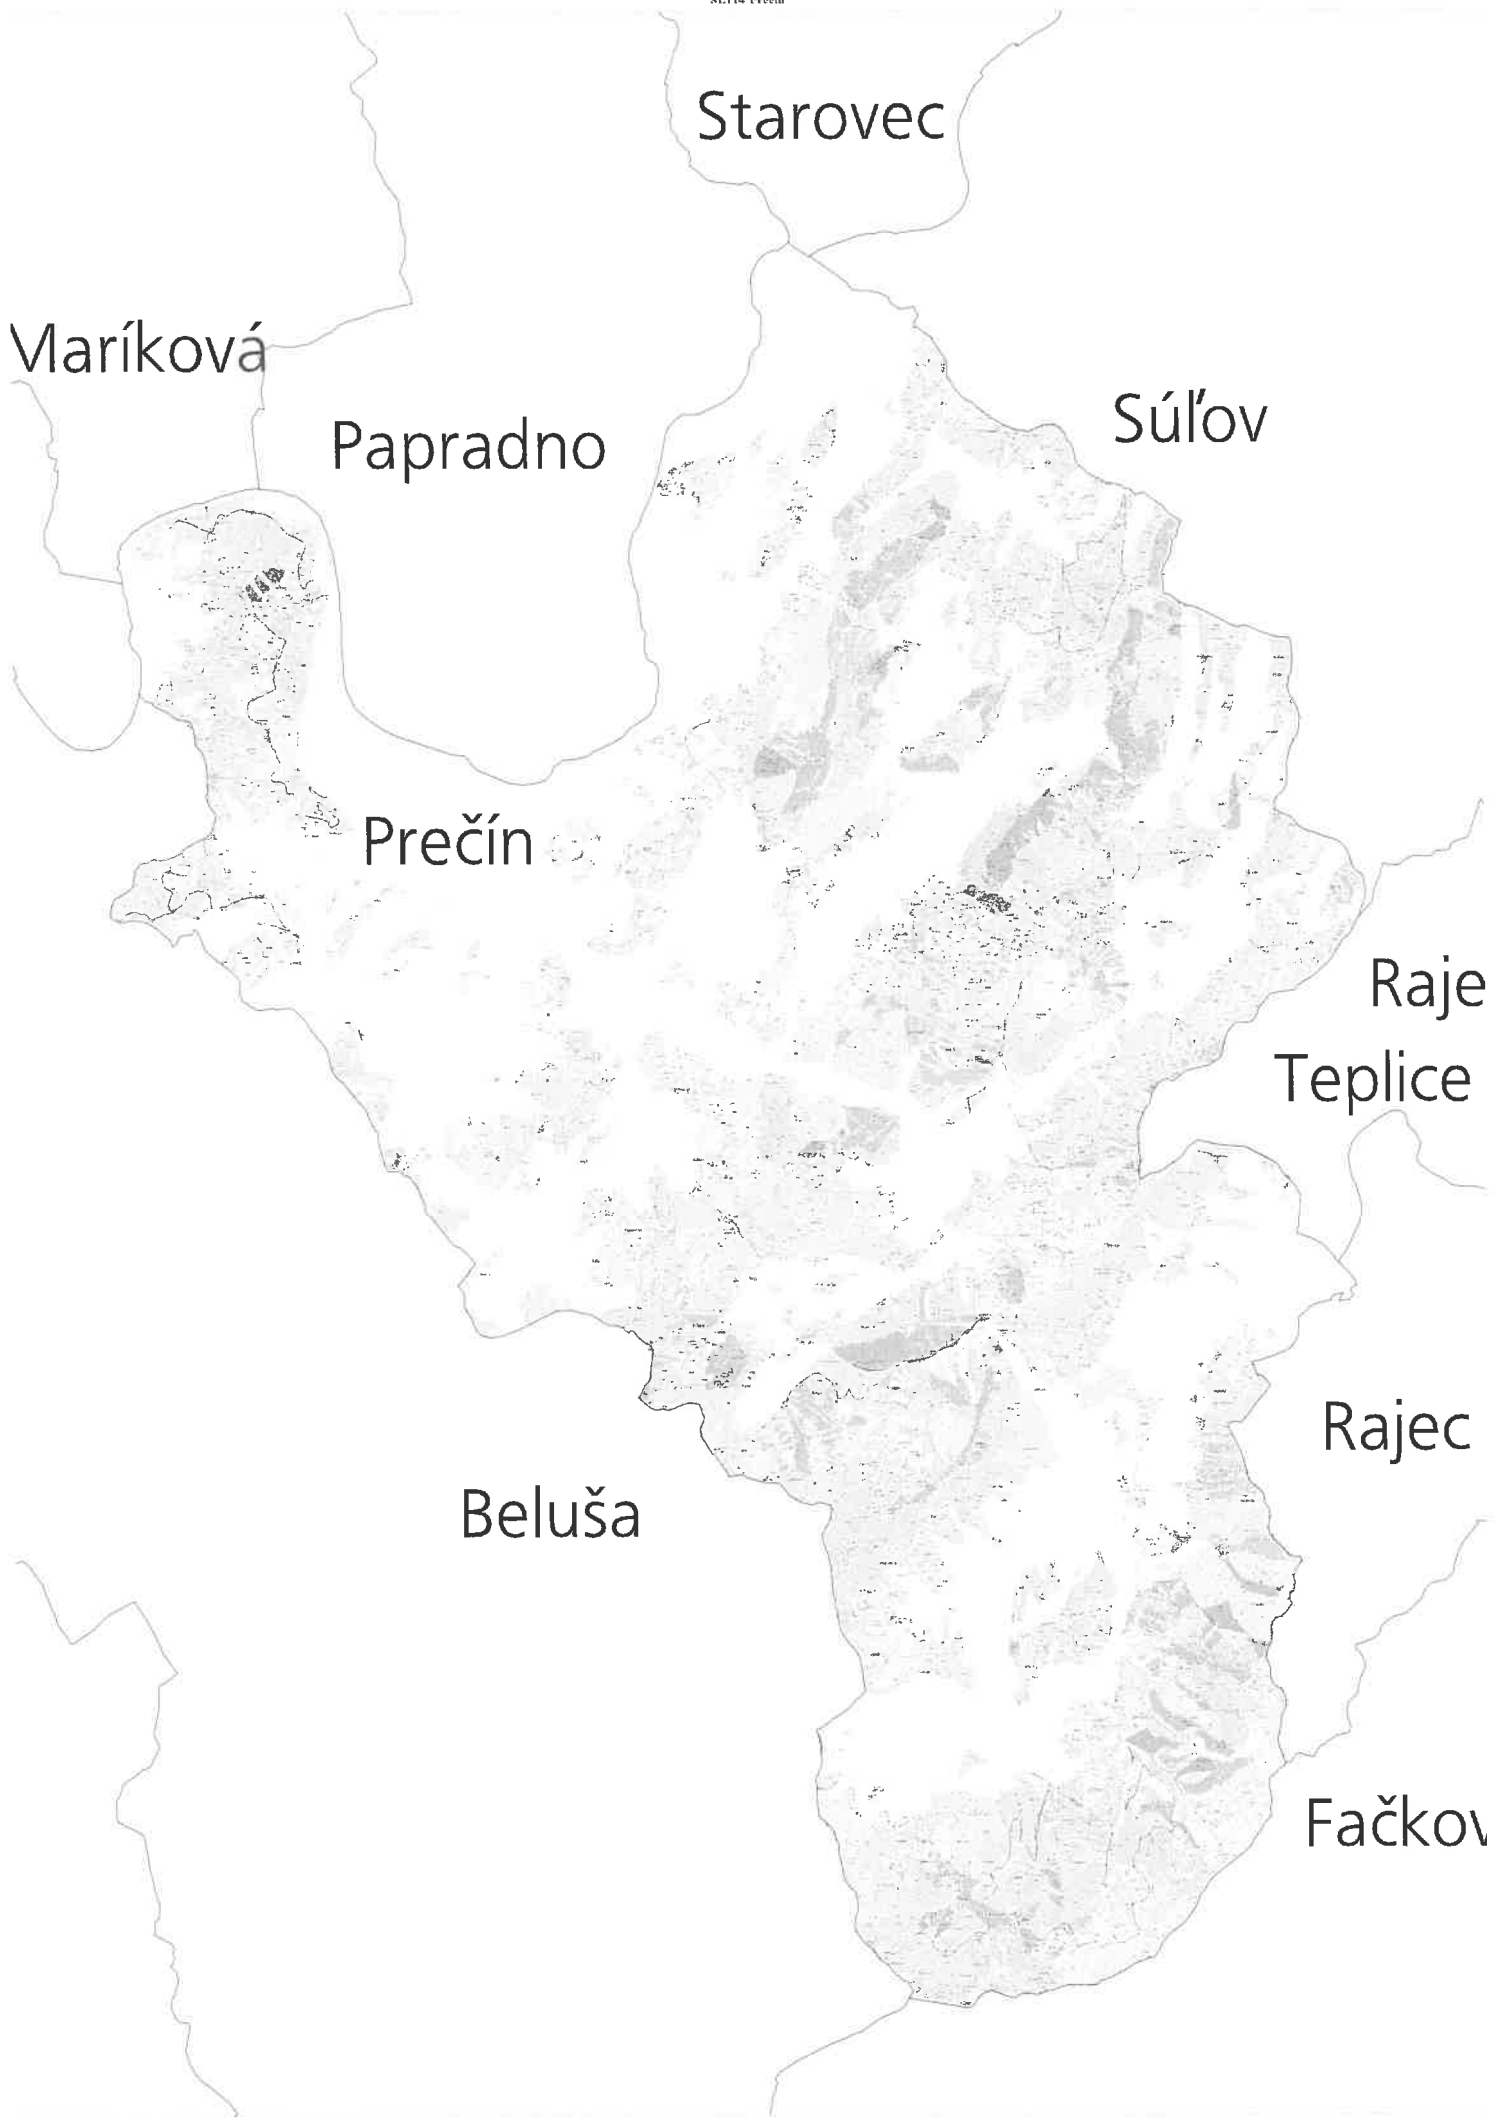 Starovec
Maríková
Súľov
Papradno
Prečín
Raje
Teplice
Rajec
Beluša
Fačkov